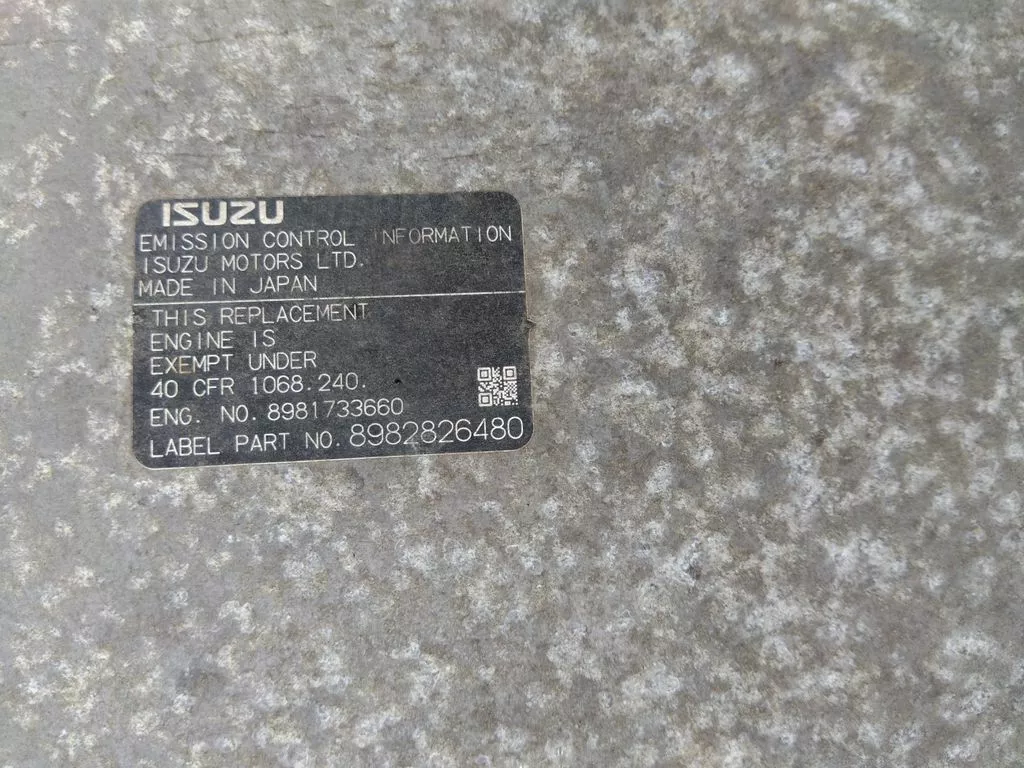 ISUZU
EMISSION CONTROL INFORMATION
ISUZU MOTORS LTD.
MADE IN JAPAN
THIS REPLACEMENT
ENGINE IS
EXEMPT UNDER
40 CFR 1068.240.
ENG. NO. 8981733660
LABEL PART NO. 8982826480